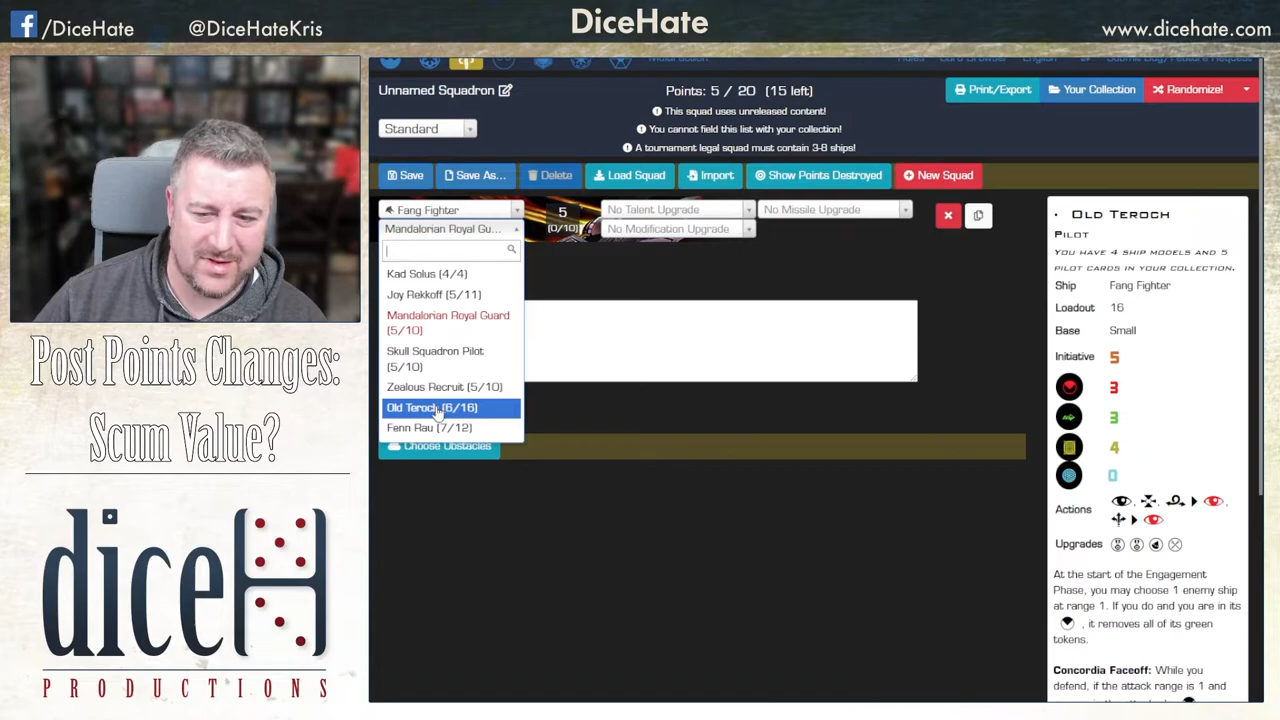 /DiceHate
@DiceHateKris
DiceHate
www.dicehate.com
Unnamed Squadron
Points: 5 / 20 (15 left)
This squad uses unreleased content!
You cannot field this list with your collection!
A tournament legal squad must contain 3-8 ships!
Print/Export
Your Collection
Randomize!
Standard
Save
Save As...
Delete
Load Squad
Import
Show Points Destroyed
New Squad
Fang Fighter
Mandalorian Royal Gu...
5
(0/10)
No Talent Upgrade
No Missile Upgrade
No Modification Upgrade
Kad Solus (4/4)
Joy Rekkoff (5/11)
Mandalorian Royal Guard
(5/10)
Skull Squadron Pilot
(5/10)
Zealous Recruit (5/10)
Old Teroch (6/16)
Fenn Rau (7/12)
Choose Obstacles
· Old Teroch
Pilot
You have 4 ship models and 5
pilot cards in your collection.
Ship Fang Fighter
Loadout 16
Base Small
Initiative 5
3
3
4
0
Actions
Upgrades
At the start of the Engagement
Phase, you may choose 1 enemy ship
at range 1. If you do and you are in its
, it removes all of its green
tokens.
Concordia Faceoff: While you
defend, if the attack range is 1 and
Post Points Changes:
Scum Value?
diceH
PRODUCTIONS